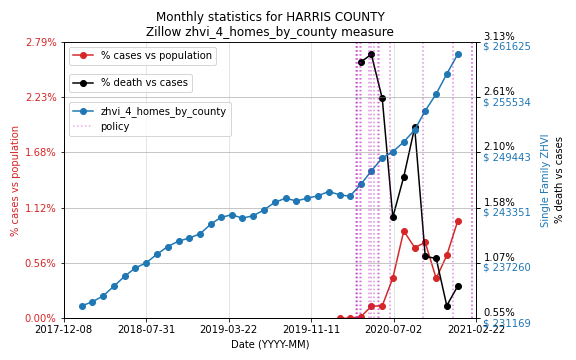 Monthly statistics for HARRIS COUNTY
Zillow zhvi_4_homes_by_county measure
% cases vs population
% death vs cases
zhvi_4_homes_by_county
policy
% cases vs population
2.79%
2.23%
1.68%
1.12%
0.56%
0.00%
3.13%
$ 261625
2.61%
$ 255534
2.10%
$ 249443
1.58%
$ 243351
1.07%
$ 237260
0.55%
$ 231169
Single Family ZHVI
% death vs cases
2017-12-08
2018-07-31
2019-03-22
2019-11-11
2020-07-02
2021-02-22
Date (YYYY-MM)